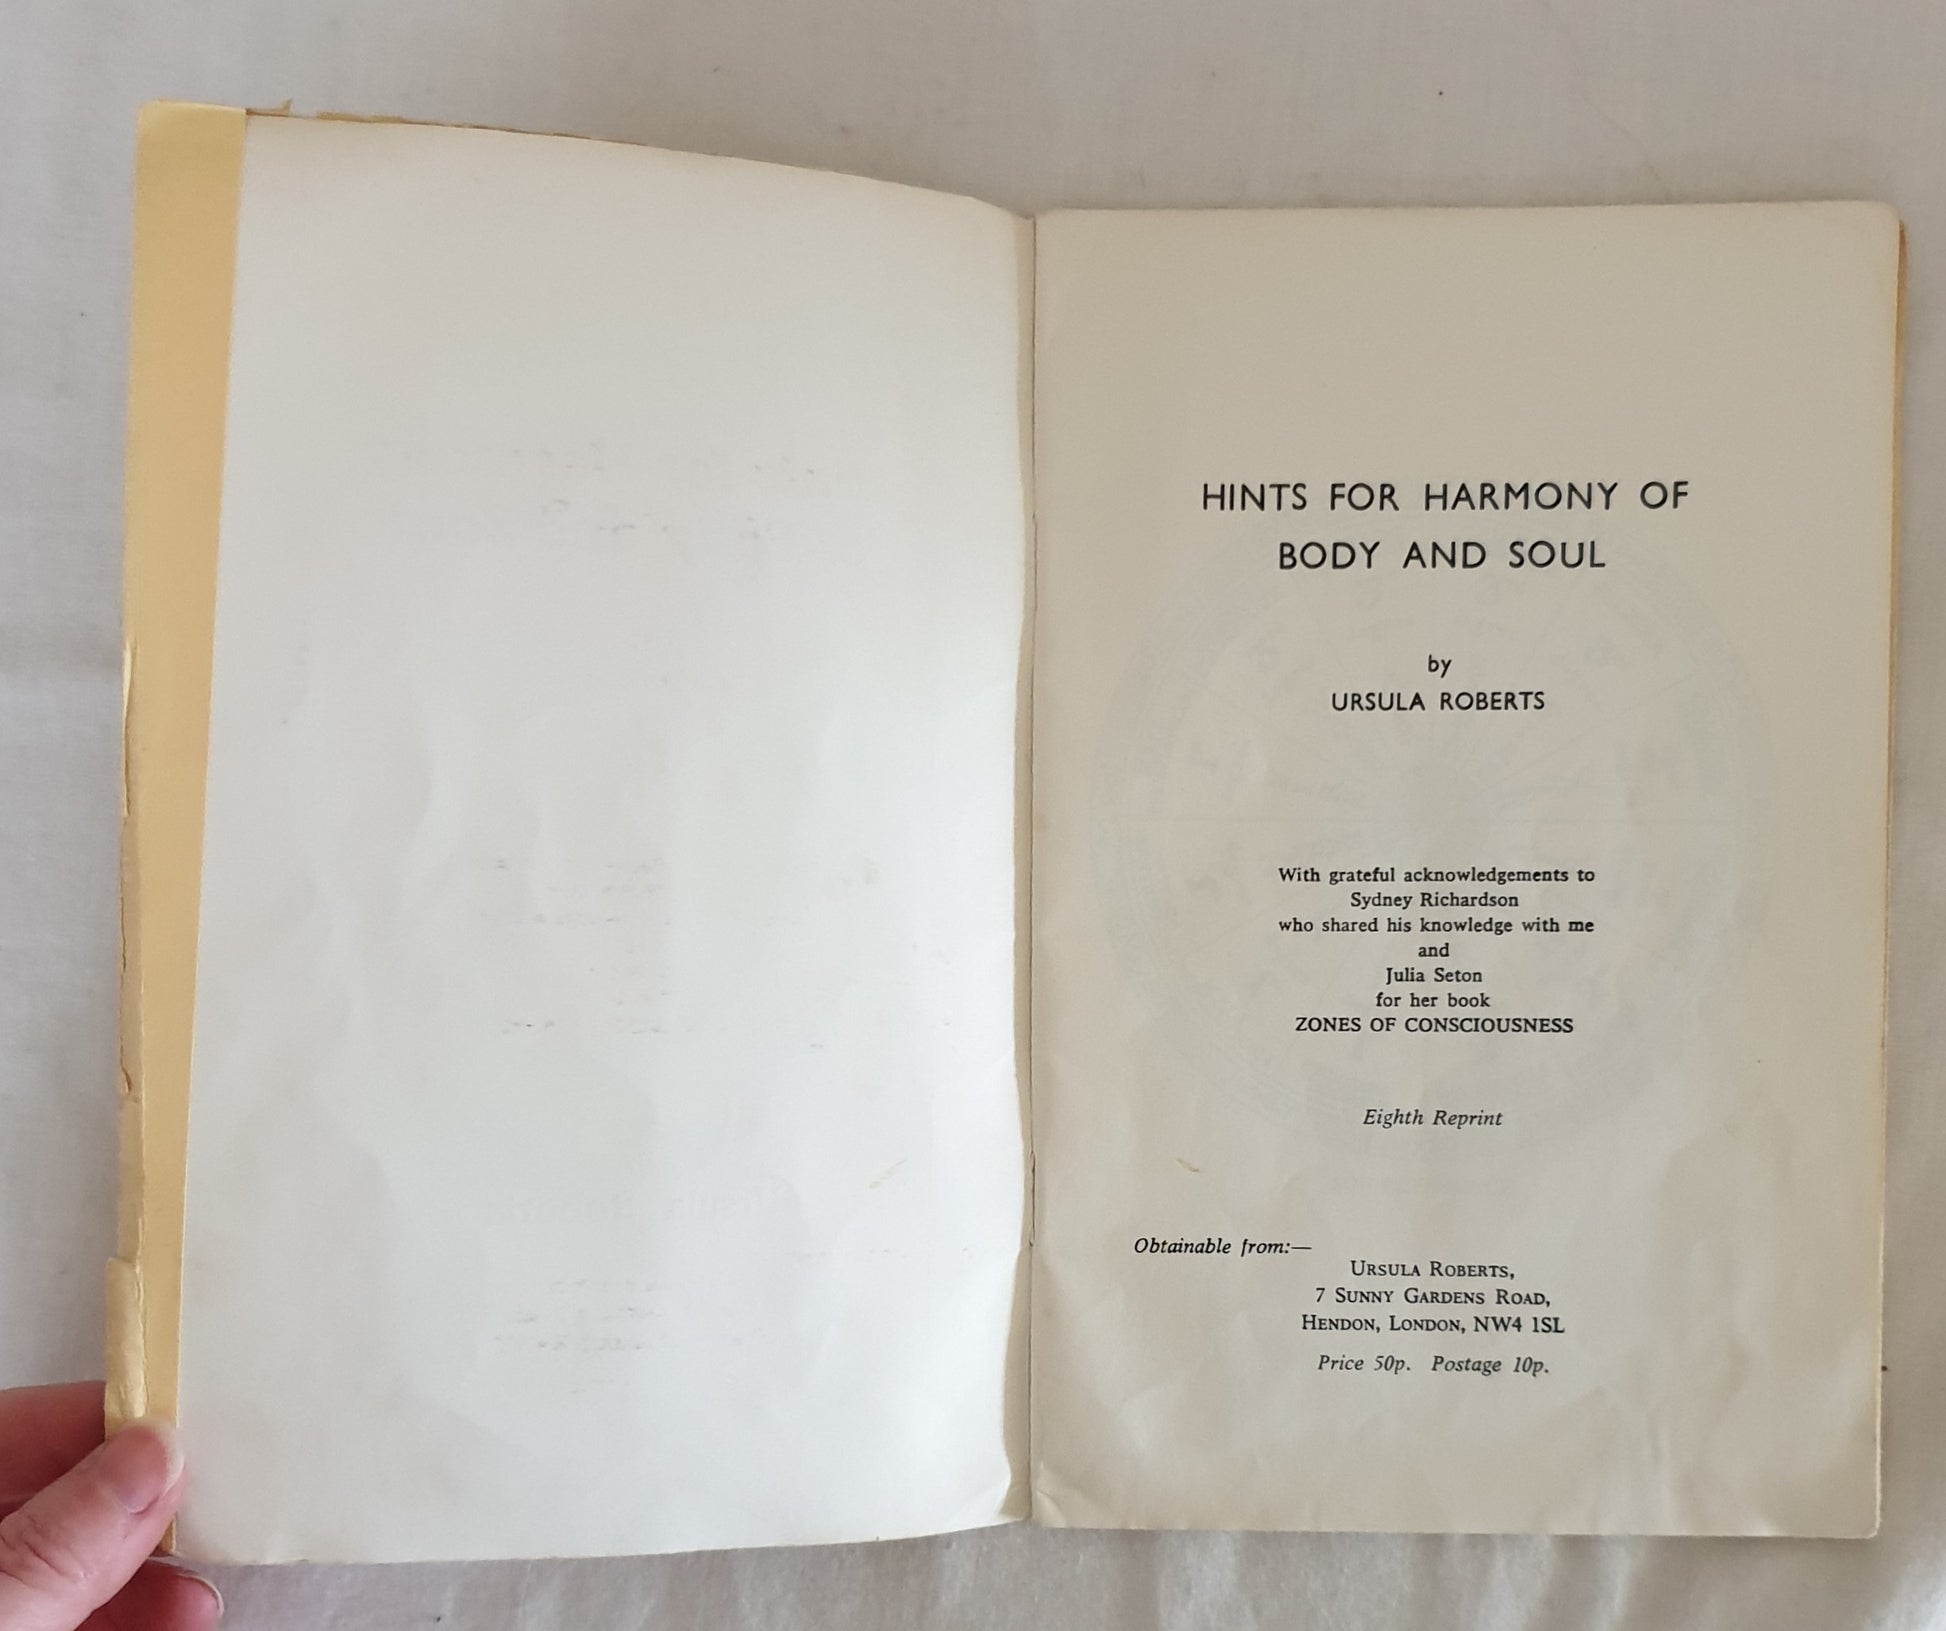 HINTS FOR HARMONY OF
BODY AND SOUL
by
URSULA ROBERTS
With grateful acknowledgements to
Sydney Richardson
who shared his knowledge with me
and
Julia Seton
for her book
ZONES OF CONSCIOUSNESS
Eighth Reprint
Obtainable from:—
URSULA ROBERTS,
7 SUNNY GARDENS ROAD,
HENDON, LONDON, NW4 1SL
Price 50p. Postage 10p.